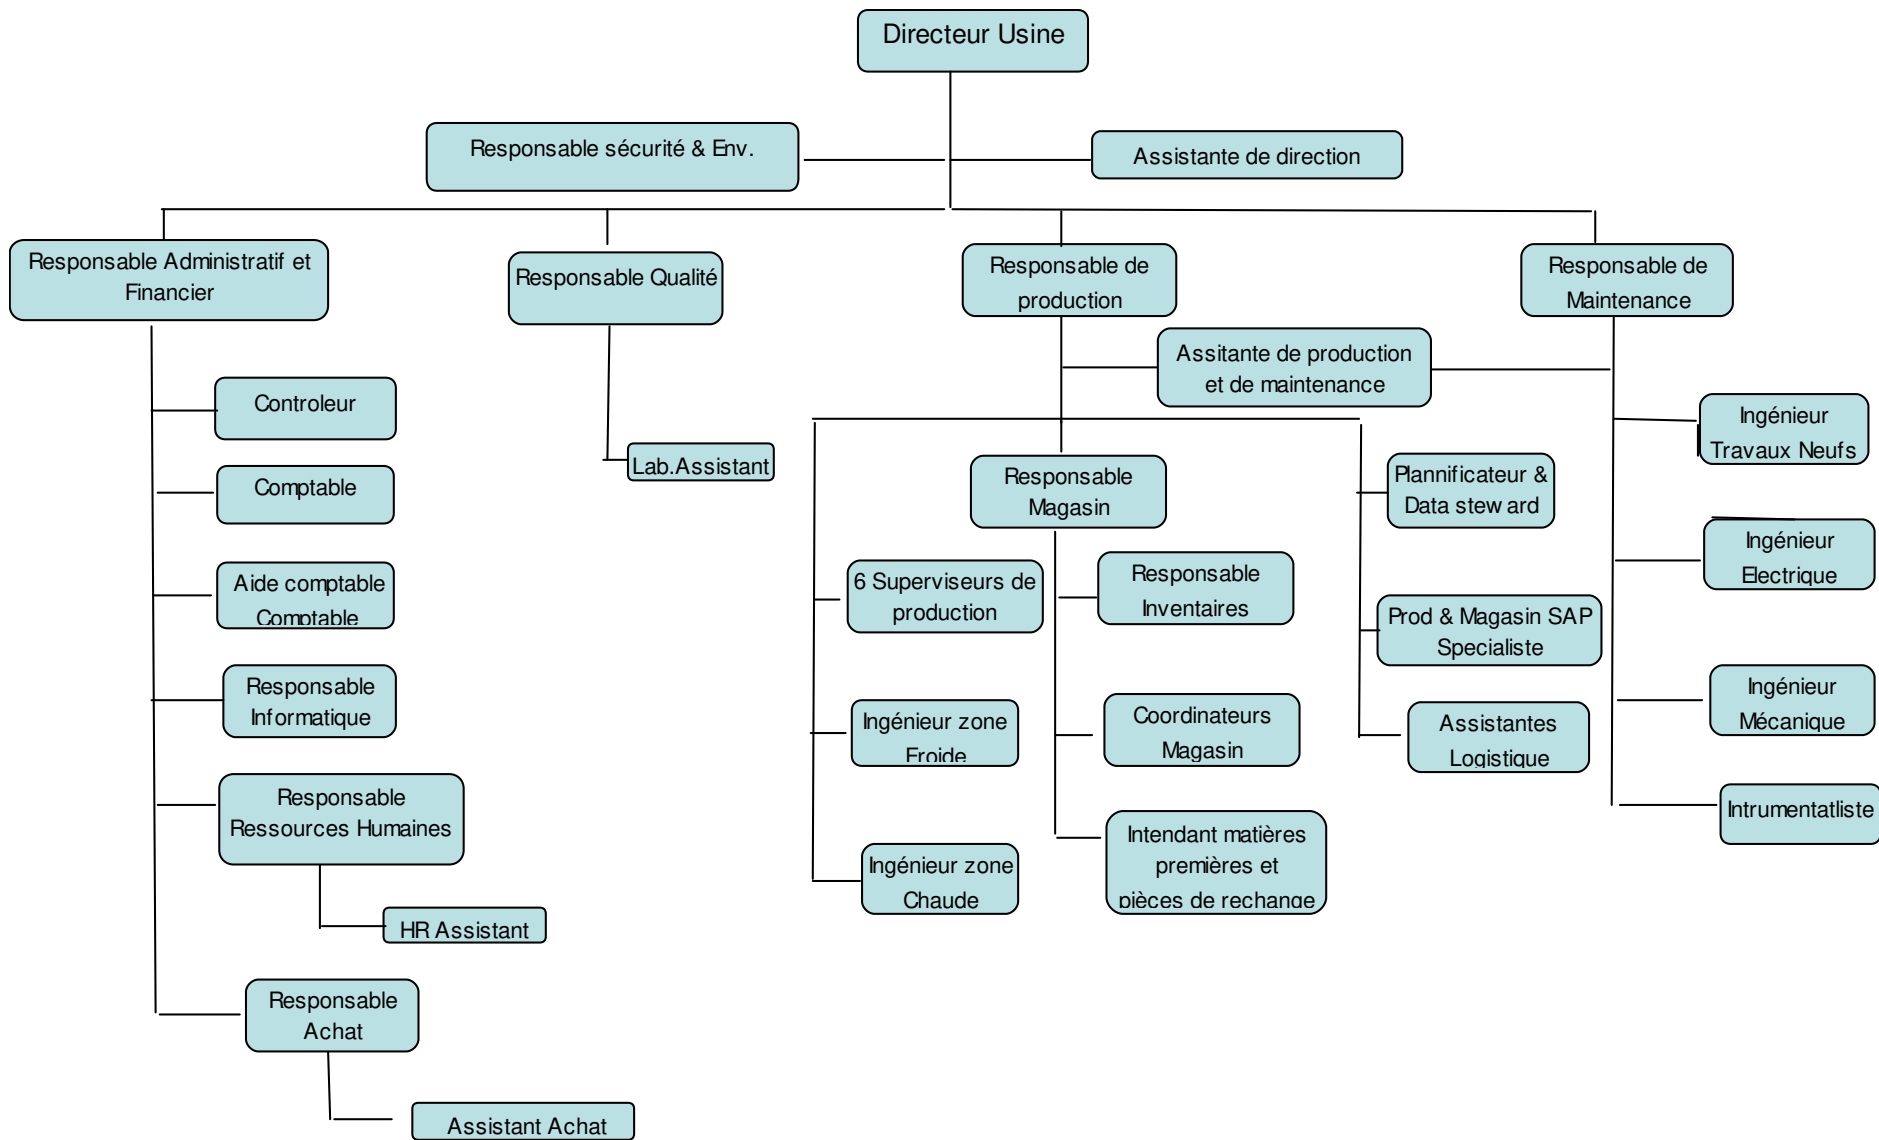 Directeur Usine
Responsable sécurité & Env.
Assistante de direction
Responsable Administratif et
Financier
Responsable Qualité
Responsable de
production
Responsable de
Maintenance
Assitante de production
et de maintenance
Controleur
Comptable
Aide comptable
Comptable
Responsable
Informatique
Responsable
Ressources Humaines
HR Assistant
Responsable
Achat
Assistant Achat
Lab.Assistant
6 Superviseurs de
production
Ingénieur zone
Froide
Ingénieur zone
Chaude
Responsable
Magasin
Responsable
Inventaires
Coordinateurs
Magasin
Intendant matières
premières et
pièces de rechange
Plannificateur &
Data stew ard
Prod & Magasin SAP
Specialiste
Assistantes
Logistique
Ingénieur
Travaux Neufs
Ingénieur
Electrique
Ingénieur
Mécanique
Intrumentatliste